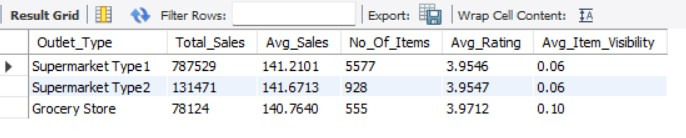 Result Grid Filter Rows: Export: Wrap Cell Content: IA
Outlet_Type Total_Sales Avg_Sales No_Of_Items Avg_Rating Avg_Item_Visibility
Supermarket Type1 787529 141.2101 5577 3.9546 0.06
Supermarket Type2 131471 141.6713 928 3.9547 0.06
Grocery Store 78124 140.7640 555 3.9712 0.10